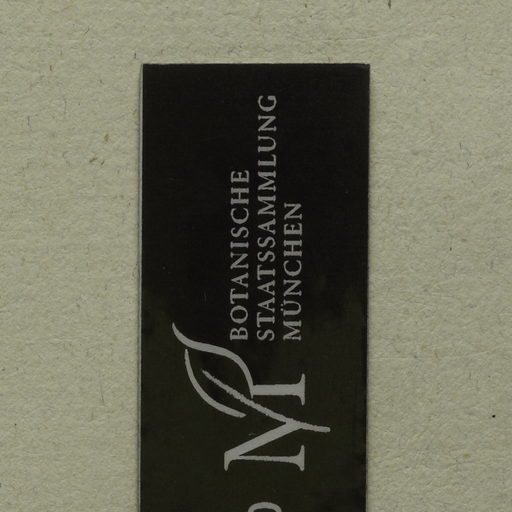 BOTANISCHE
STAATSSAMMLUNG
MÜNCHEN
M